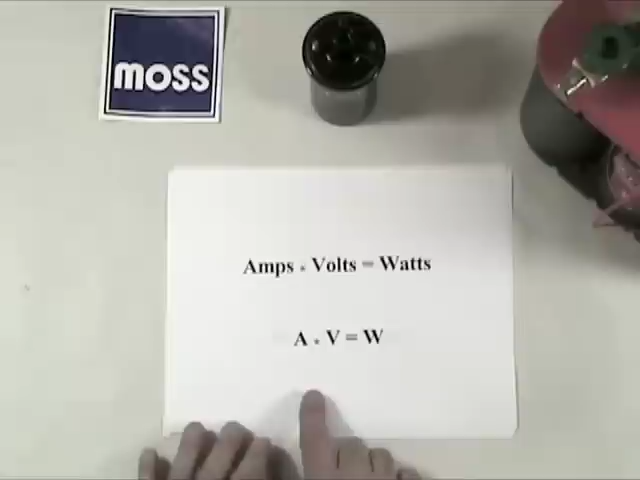 moss
Amps * Volts = Watts
A * V = W